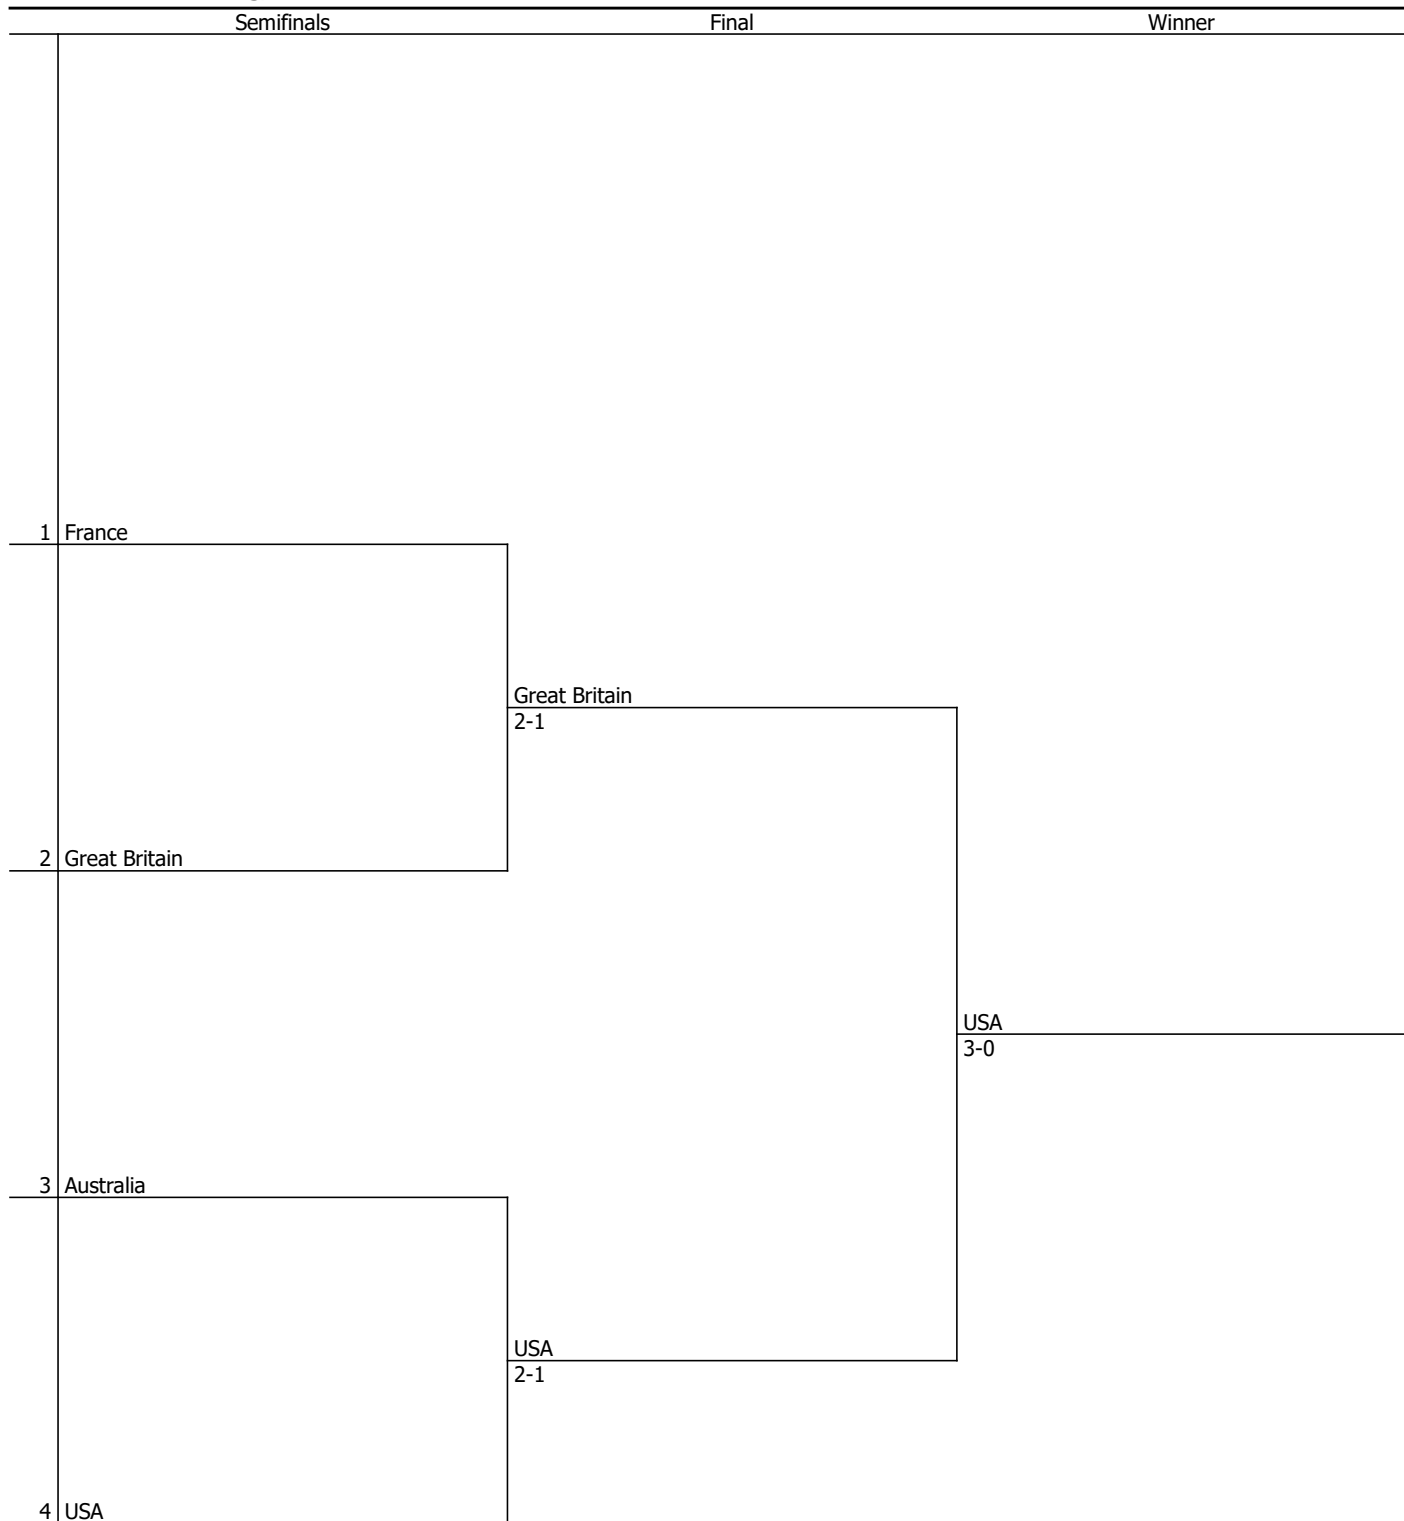 Semifinals Final Winner
1 France
Great Britain
2-1
2 Great Britain
USA
3-0
3 Australia
USA
2-1
4 USA